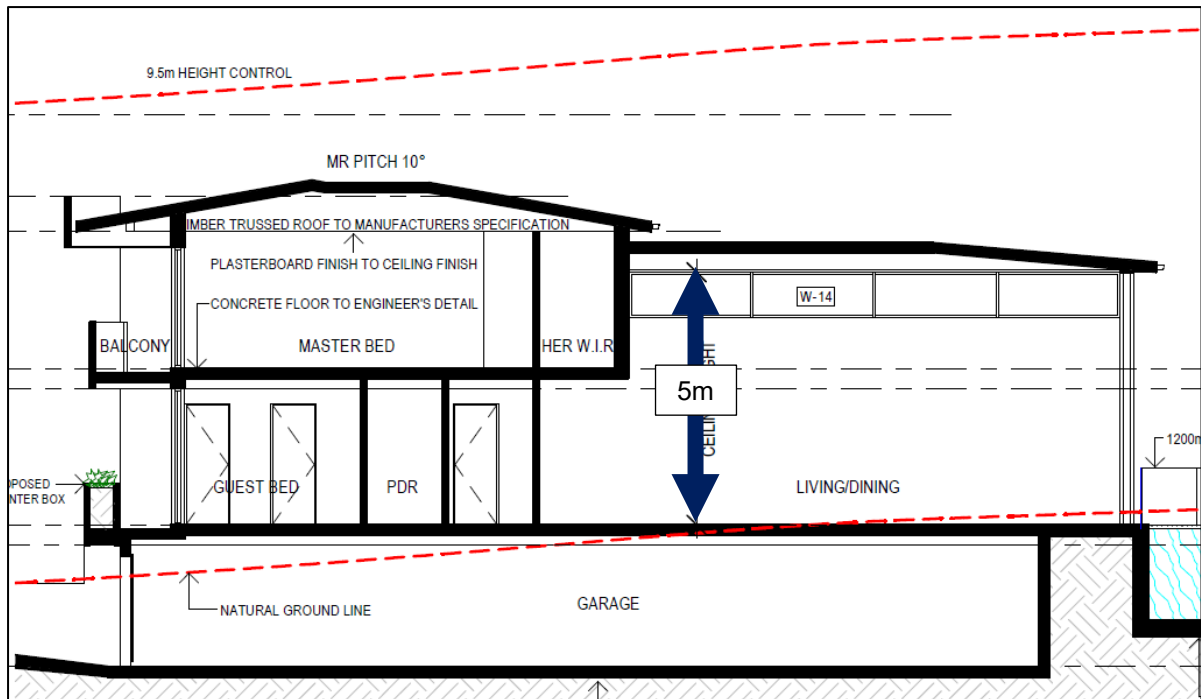 9.5m HEIGHT CONTROL
MR PITCH 10°
IMBER TRUSSED ROOF TO MANUFACTURERS SPECIFICATION
PLASTERBOARD FINISH TO CEILING FINISH
CONCRETE FLOOR TO ENGINEER'S DETAIL
W-14
BALCONY
MASTER BED
HER W.I.R
5m
CEILIN
GHT
1200m
OPOSED
NTER BOX
GUEST BED
PDR
LIVING/DINING
NATURAL GROUND LINE
GARAGE